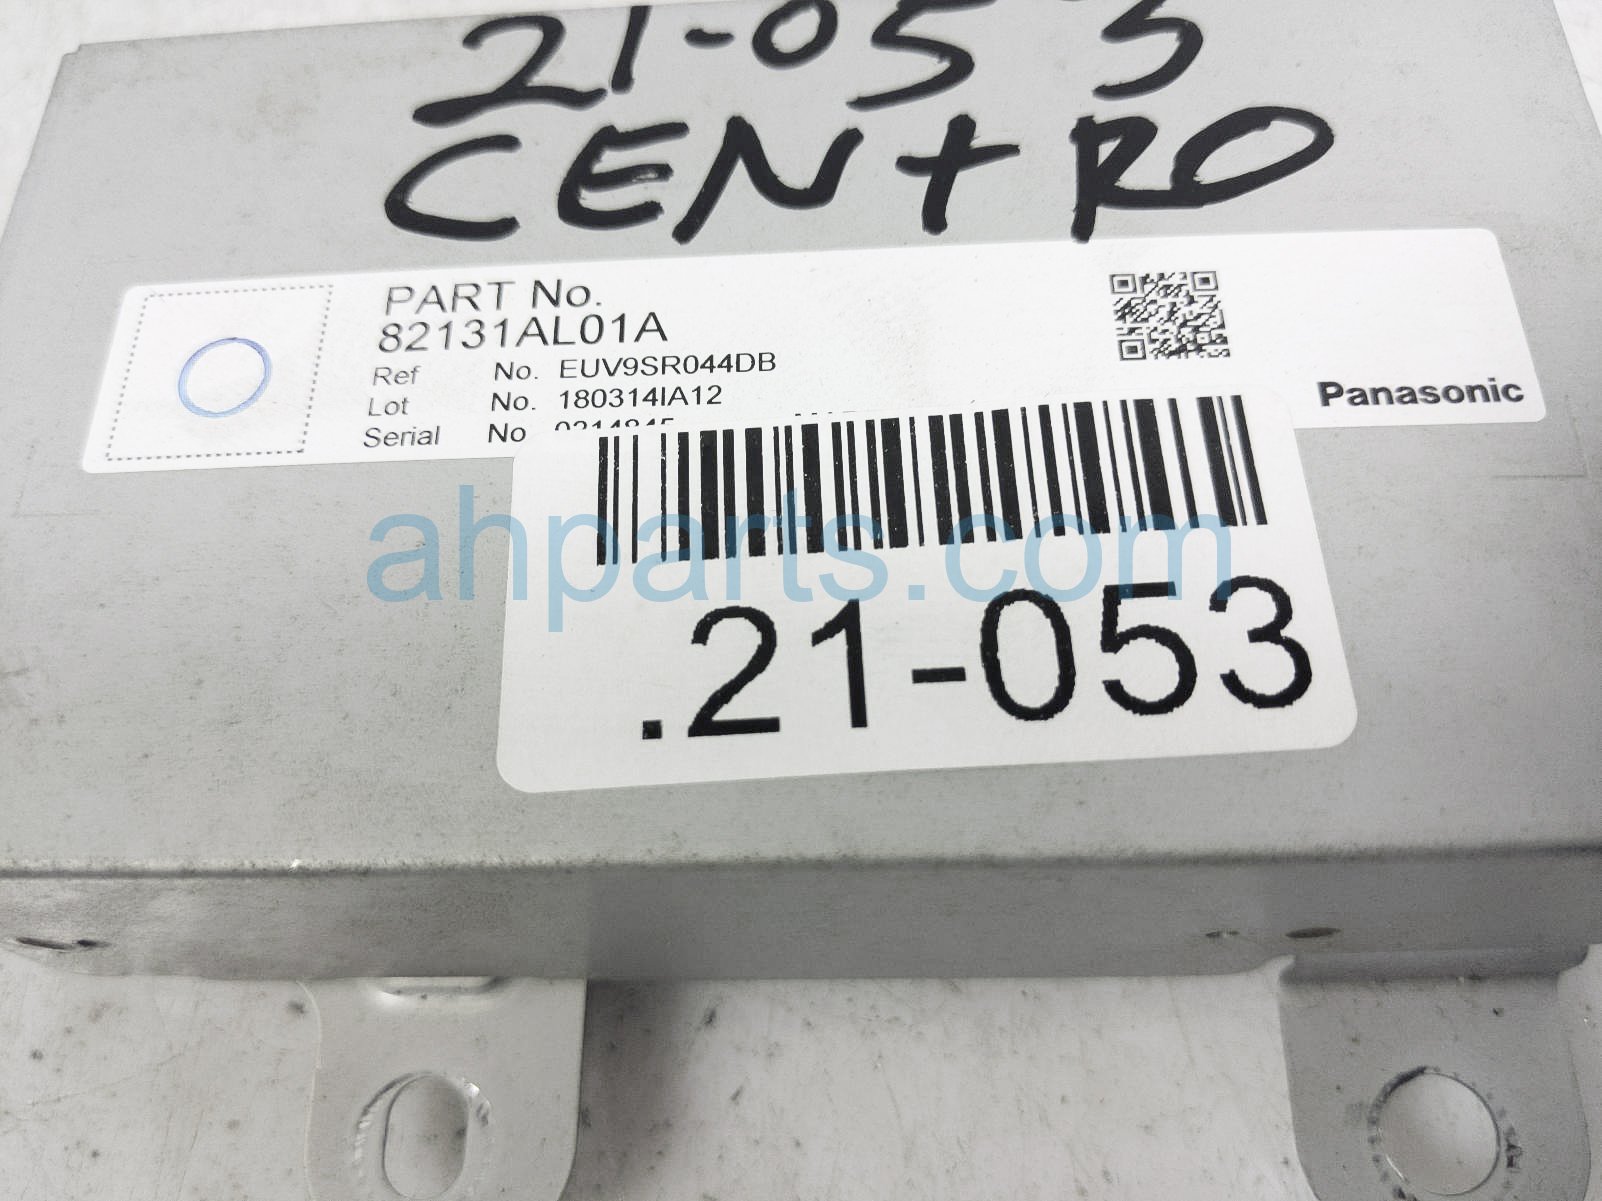 21-053
CENTRO
PART No.
82131AL01A
Ref No. EUV9SR044DB
Lot No. 180314IA12
Serial No
Panasonic
ahparts.com
.21-053